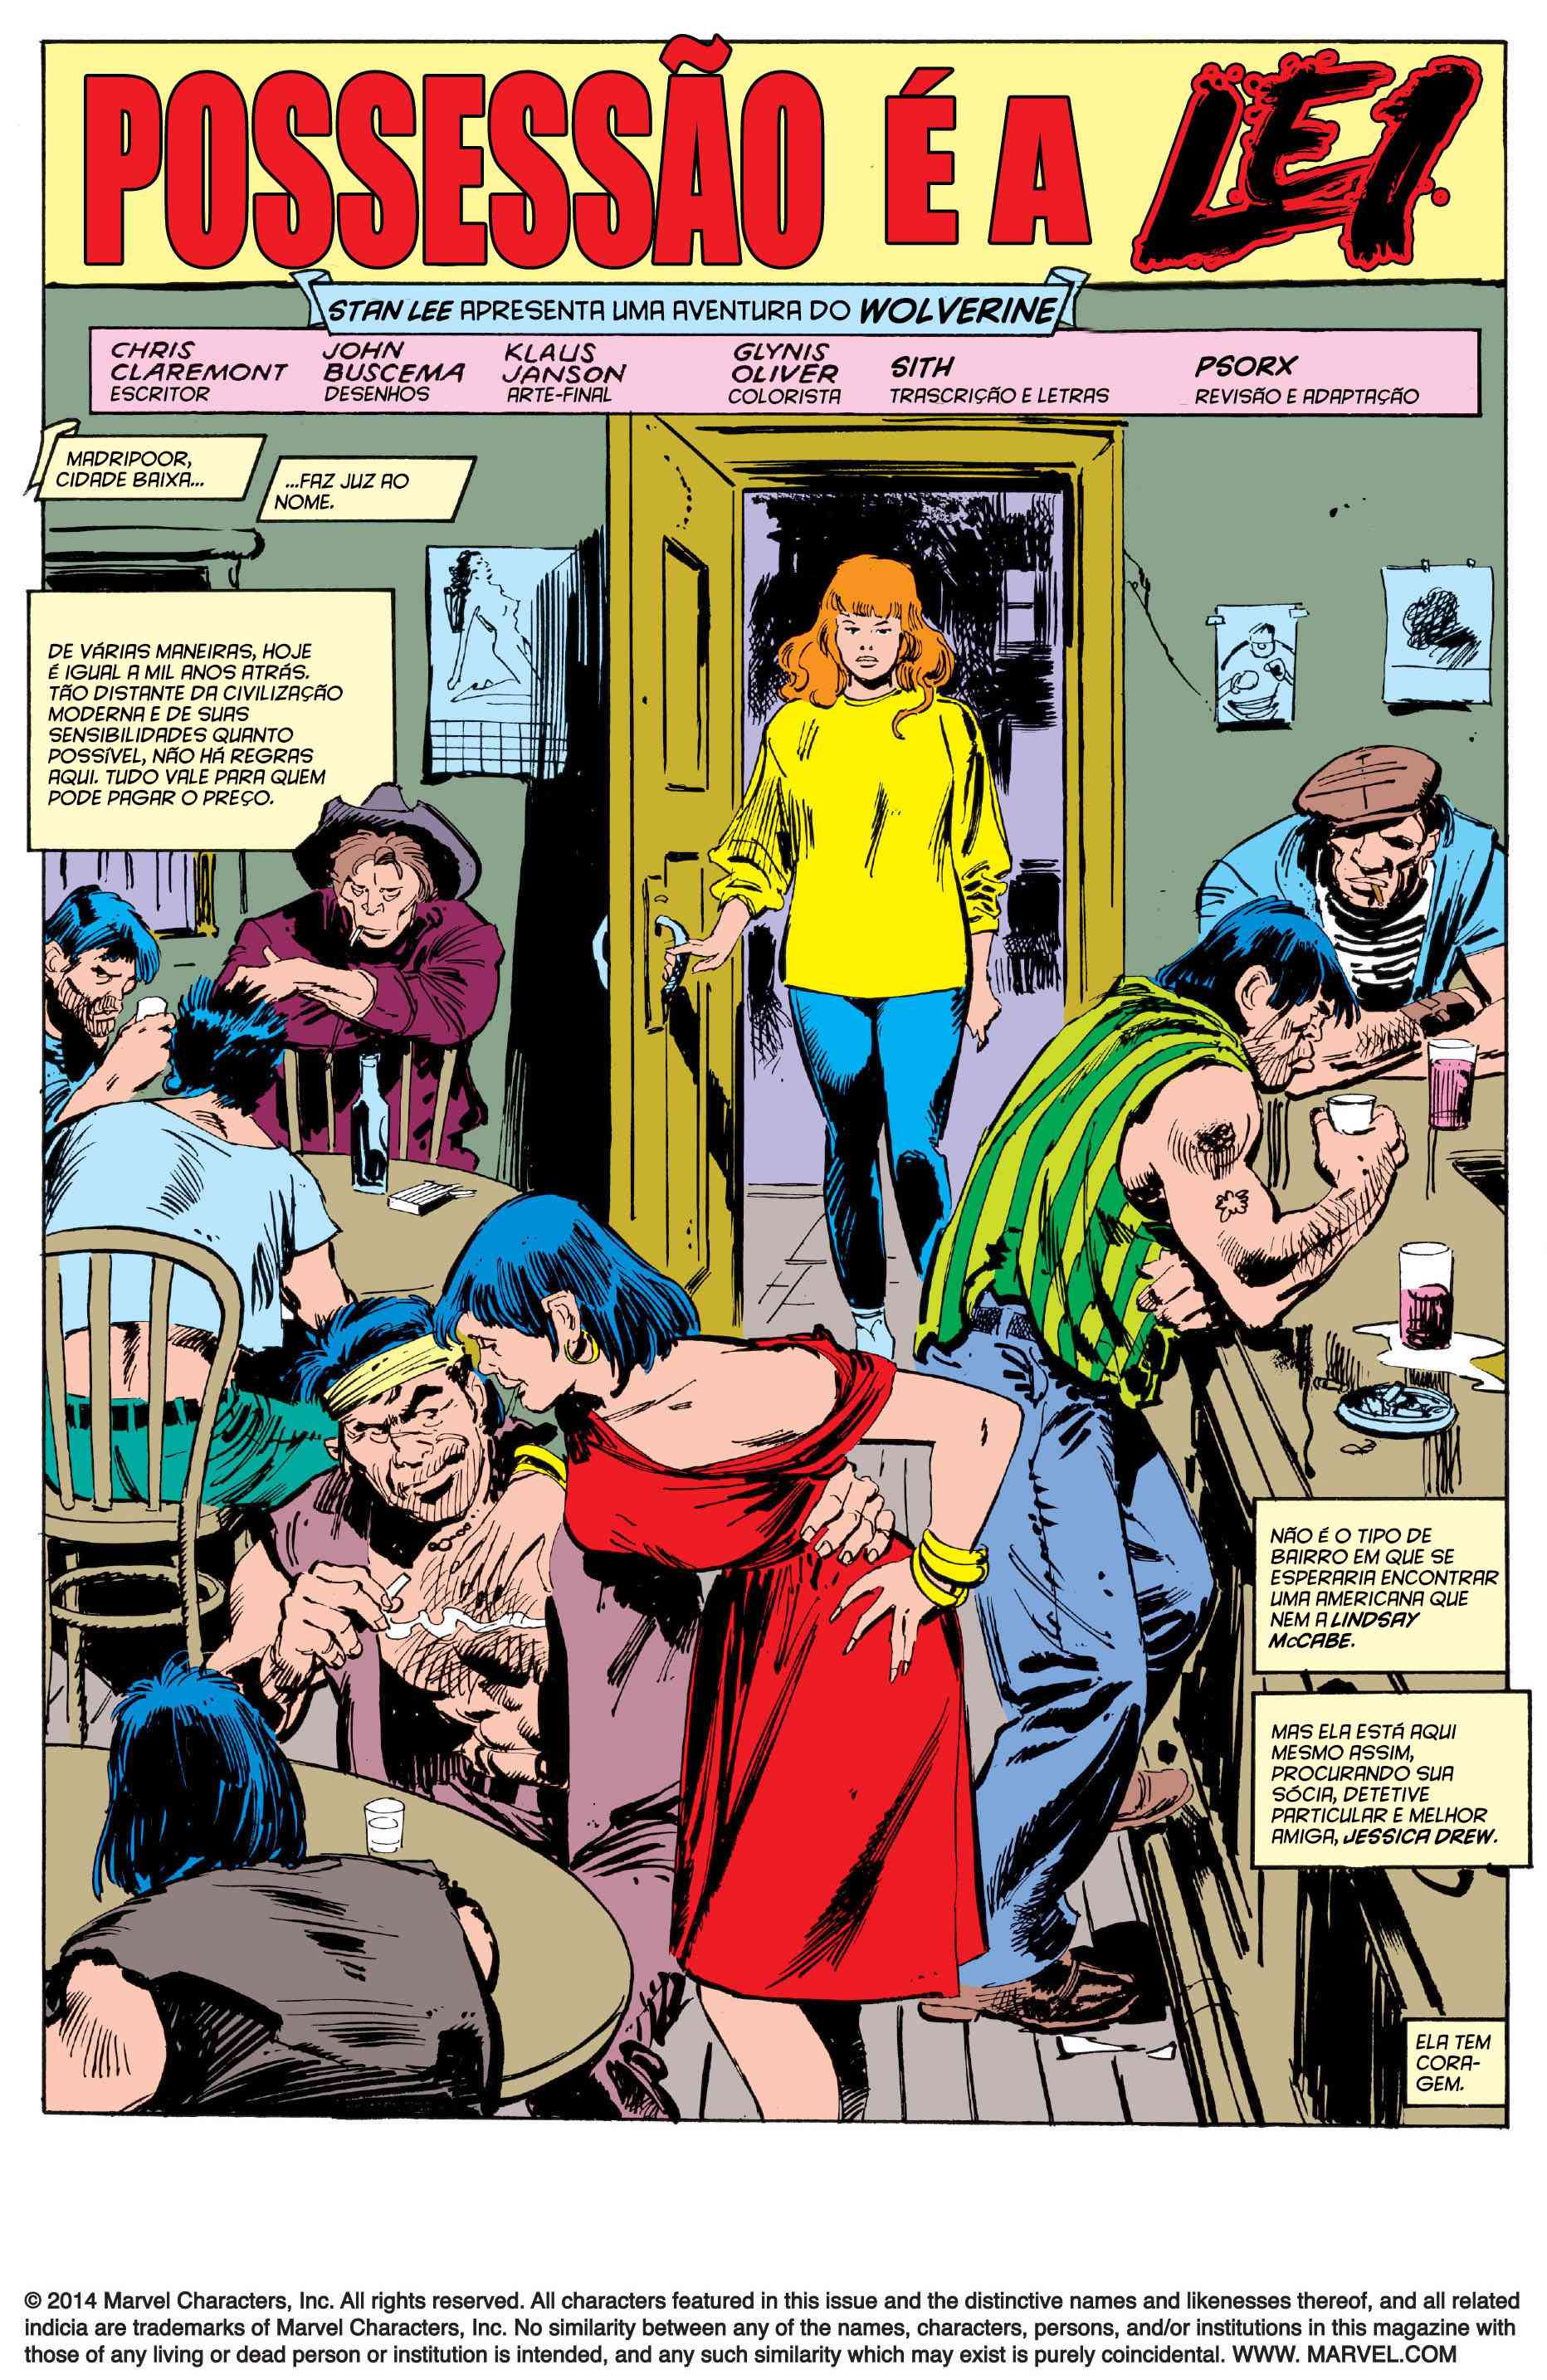 POSSESSÃO É A LEI
STAN LEE APRESENTA UMA AVENTURA DO WOLVERINE
CHRIS
CLAREMONT
ESCRITOR
JOHN
BUSCEMA
DESENHOS
KLAUS
JANSON
ARTE-FINAL
GLYNIS
OLIVER
COLORISTA
SITH
TRASCRIÇÃO E LETRAS
PSORX
REVISÃO E ADAPTAÇÃO
MADRIPOOR,
CIDADE BAIXA...
...FAZ JUZ AO
NOME.
DE VÁRIAS MANEIRAS, HOJE
É IGUAL A MIL ANOS ATRÁS.
TÃO DISTANTE DA CIVILIZAÇÃO
MODERNA E DE SUAS
SENSIBILIDADES QUANTO
POSSÍVEL, NÃO HÁ REGRAS
AQUI. TUDO VALE PARA QUEM
PODE PAGAR O PREÇO.
NÃO É O TIPO DE
BAIRRO EM QUE SE
ESPERARIA ENCONTRAR
UMA AMERICANA QUE
NEM A LINDSAY
McCABE.
MAS ELA ESTÁ AQUI
MESMO ASSIM,
PROCURANDO SUA
SÓCIA, DETETIVE
PARTICULAR E MELHOR
AMIGA, JESSICA DREW.
ELA TEM
CORA-
GEM.
© 2014 Marvel Characters, Inc. All rights reserved. All characters featured in this issue and the distinctive names and likenesses thereof, and all related
indicia are trademarks of Marvel Characters, Inc. No similarity between any of the names, characters, persons, and/or institutions in this magazine with
those of any living or dead person or institution is intended, and any such similarity which may exist is purely coincidental. WWW. MARVEL.COM